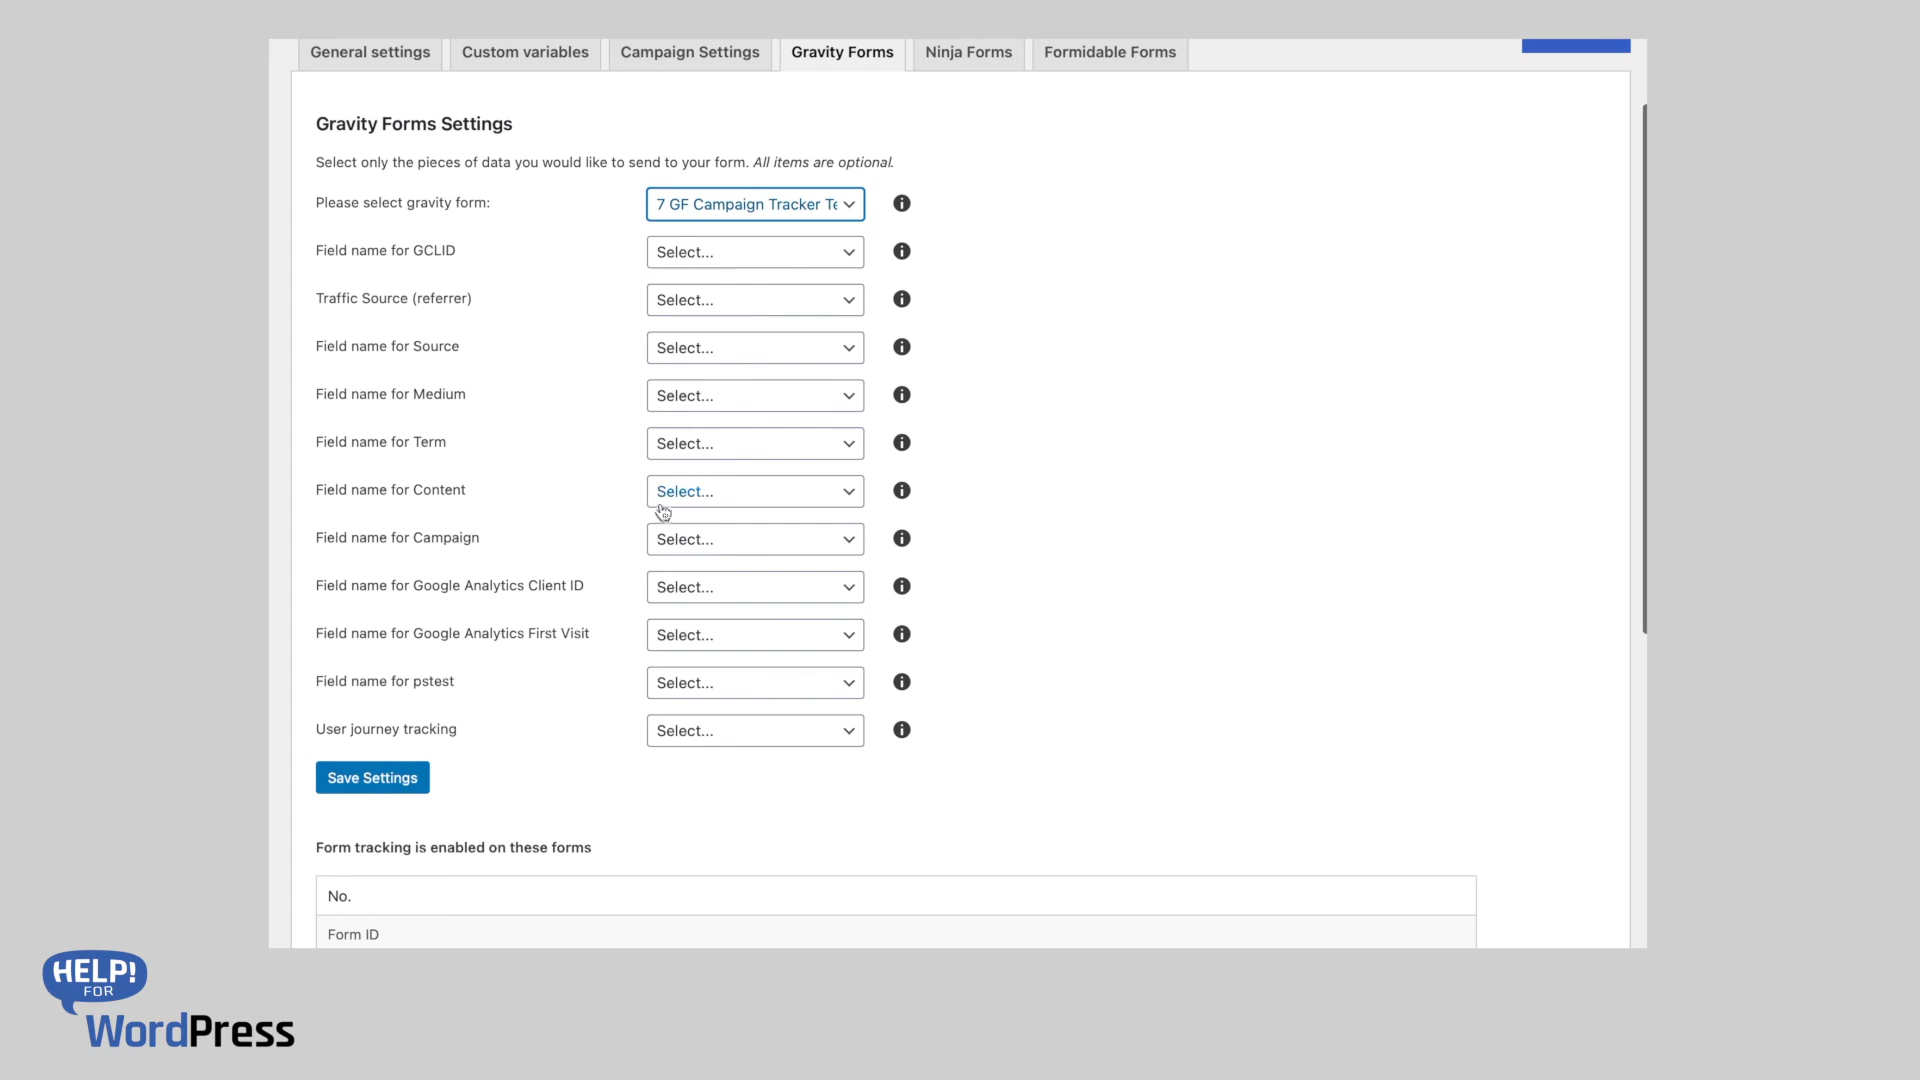 General settings
Custom variables
Campaign Settings
Gravity Forms
Ninja Forms
Formidable Forms
Gravity Forms Settings
Select only the pieces of data you would like to send to your form. All items are optional.
Please select gravity form:
7 GF Campaign Tracker Te
Field name for GCLID
Select...
Traffic Source (referrer)
Select...
Field name for Source
Select...
Field name for Medium
Select...
Field name for Term
Select...
Field name for Content
Select...
Field name for Campaign
Select...
Field name for Google Analytics Client ID
Select...
Field name for Google Analytics First Visit
Select...
Field name for pstest
Select...
User journey tracking
Select...
Save Settings
Form tracking is enabled on these forms
No.
Form ID
HELP!
FOR
WordPress